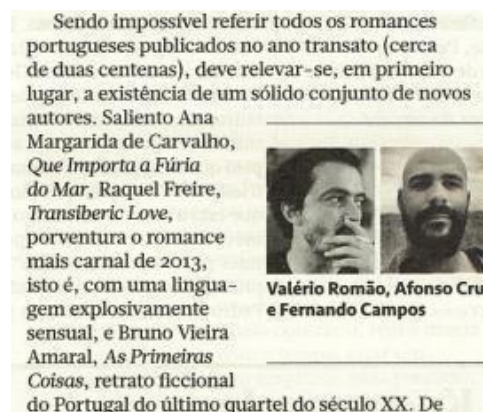 Sendo impossível referir todos os romances
portugueses publicados no ano transato (cerca
de duas centenas), deve relevar-se, em primeiro
lugar, a existência de um sólido conjunto de novos
autores. Saliento Ana
Margarida de Carvalho,
Que Importa a Fúria
do Mar, Raquel Freire,
Transiberic Love,
porventura o romance
mais carnal de 2013,
isto é, com uma lingua-
gem explosivamente
sensual, e Bruno Vieira
Amaral, As Primeiras
Coisas, retrato ficcional
do Portugal do último quartel do século XX. De
Valério Romão, Afonso Cru
e Fernando Campos